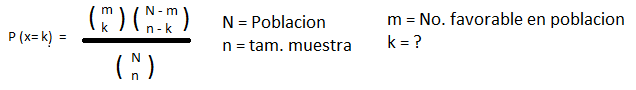 P (x=k) = ( m k ) ( N - m n - k ) / ( N n )
N = Poblacion
n = tam. muestra
m = No. favorable en poblacion
k = ?